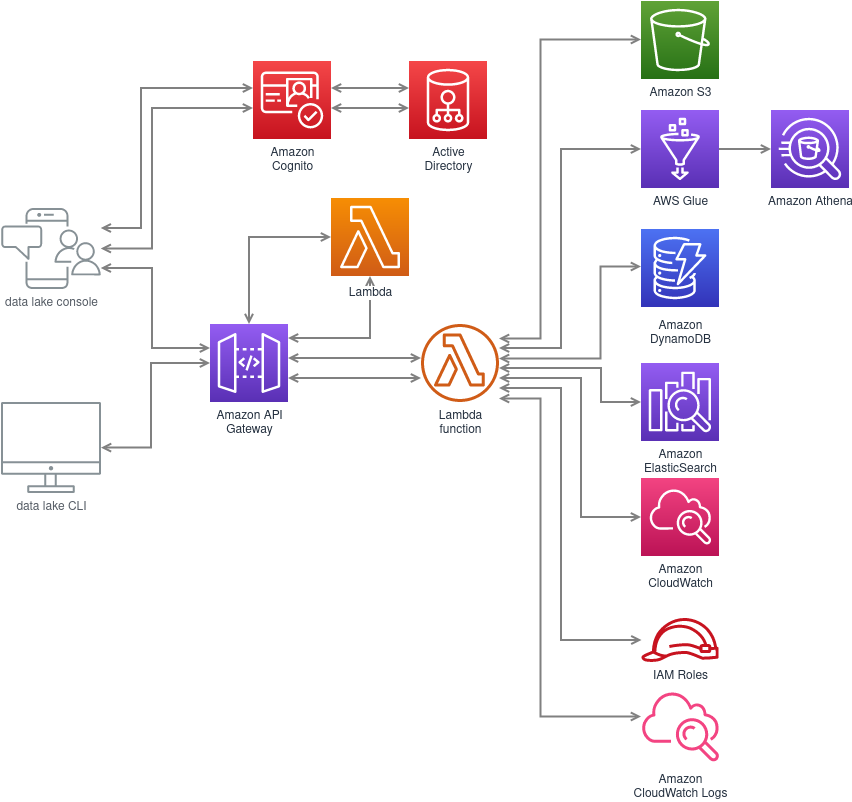 Amazon S3
Amazon
Cognito
Active
Directory
AWS Glue
Amazon Athena
data lake console
Lambda
Amazon
DynamoDB
Amazon API
Gateway
Lambda
function
Amazon
ElasticSearch
data lake CLI
Amazon
CloudWatch
IAM Roles
Amazon
CloudWatch Logs